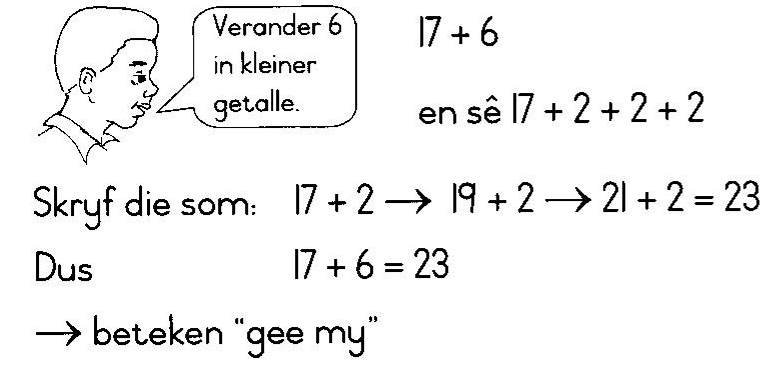 Verander 6
in kleiner
getalle.
17 + 6
en sê 17 + 2 + 2 + 2
Skryf die som: 17 + 2 → 19 + 2 → 21 + 2 = 23
Dus 17 + 6 = 23
→ beteken "gee my"